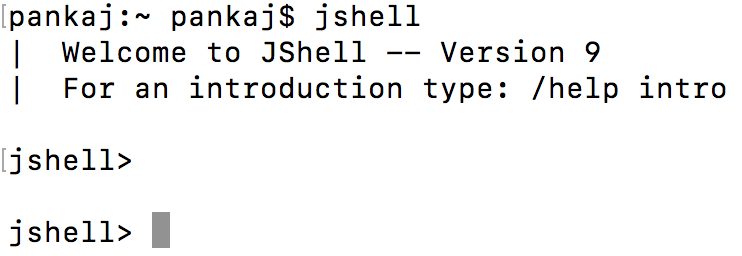 [pankaj:~ pankaj$ jshell
|  Welcome to JShell -- Version 9
|  For an introduction type: /help intro
[jshell>
jshell>